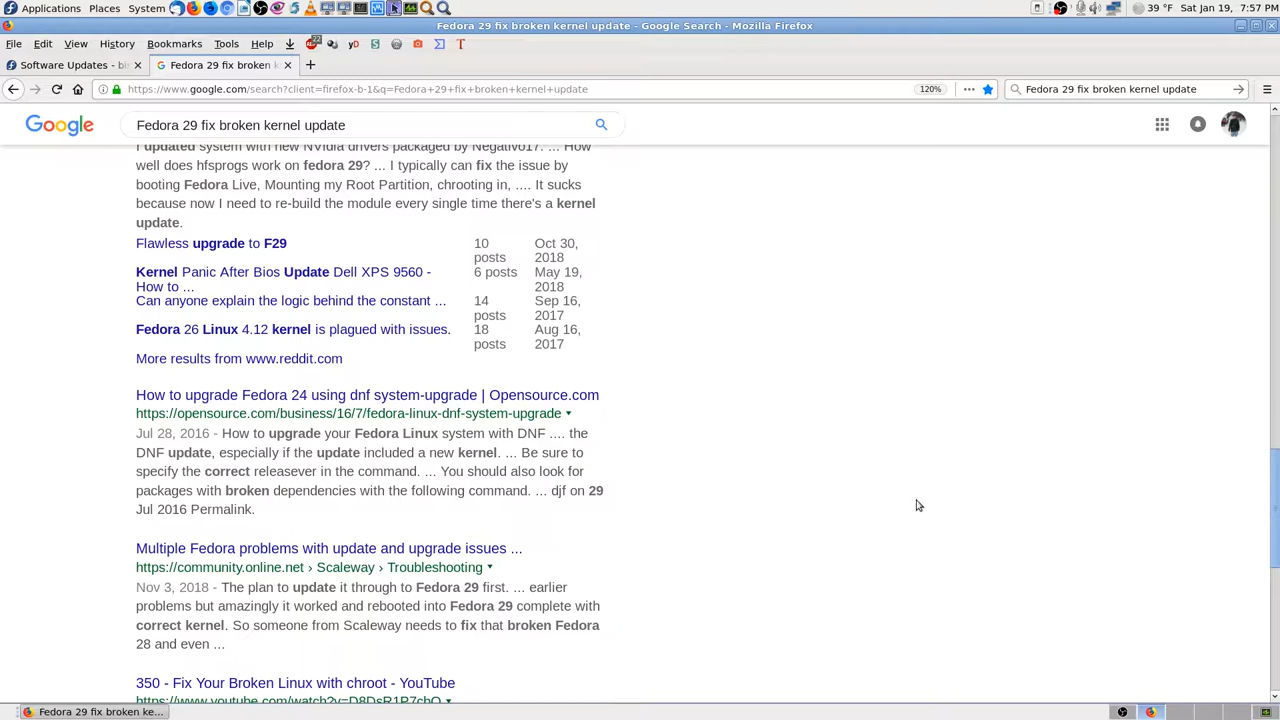 Applications Places System 39 °F Sat Jan 19, 7:57 PM
Fedora 29 fix broken kernel update - Google Search - Mozilla Firefox
File Edit View History Bookmarks Tools Help 22 yD S T
Software Updates - bi Fedora 29 fix broken k
https://www.google.com/search?client=firefox-b-1&q=Fedora+29+fix+broken+kernel+update 120% Fedora 29 fix broken kernel update
Google Fedora 29 fix broken kernel update
I updated system with new NVidia drivers packaged by Negativo17. ... How
well does hfsprogs work on fedora 29? ... I typically can fix the issue by
booting Fedora Live, Mounting my Root Partition, chrooting in, .... It sucks
because now I need to re-build the module every single time there's a kernel
update.
Flawless upgrade to F29 10 posts Oct 30, 2018
Kernel Panic After Bios Update Dell XPS 9560 - How to ... 6 posts May 19, 2018
Can anyone explain the logic behind the constant ... 14 posts Sep 16, 2017
Fedora 26 Linux 4.12 kernel is plagued with issues. 18 posts Aug 16, 2017
More results from www.reddit.com
How to upgrade Fedora 24 using dnf system-upgrade | Opensource.com
https://opensource.com/business/16/7/fedora-linux-dnf-system-upgrade
Jul 28, 2016 - How to upgrade your Fedora Linux system with DNF .... the
DNF update, especially if the update included a new kernel. ... Be sure to
specify the correct releasever in the command. ... You should also look for
packages with broken dependencies with the following command. ... djf on 29
Jul 2016 Permalink.
Multiple Fedora problems with update and upgrade issues ...
https://community.online.net › Scaleway › Troubleshooting
Nov 3, 2018 - The plan to update it through to Fedora 29 first. ... earlier
problems but amazingly it worked and rebooted into Fedora 29 complete with
correct kernel. So someone from Scaleway needs to fix that broken Fedora
28 and even ...
350 - Fix Your Broken Linux with chroot - YouTube
https://www.youtube.com/watch?v=D8DsR1P7cbQ
Fedora 29 fix broken ke...